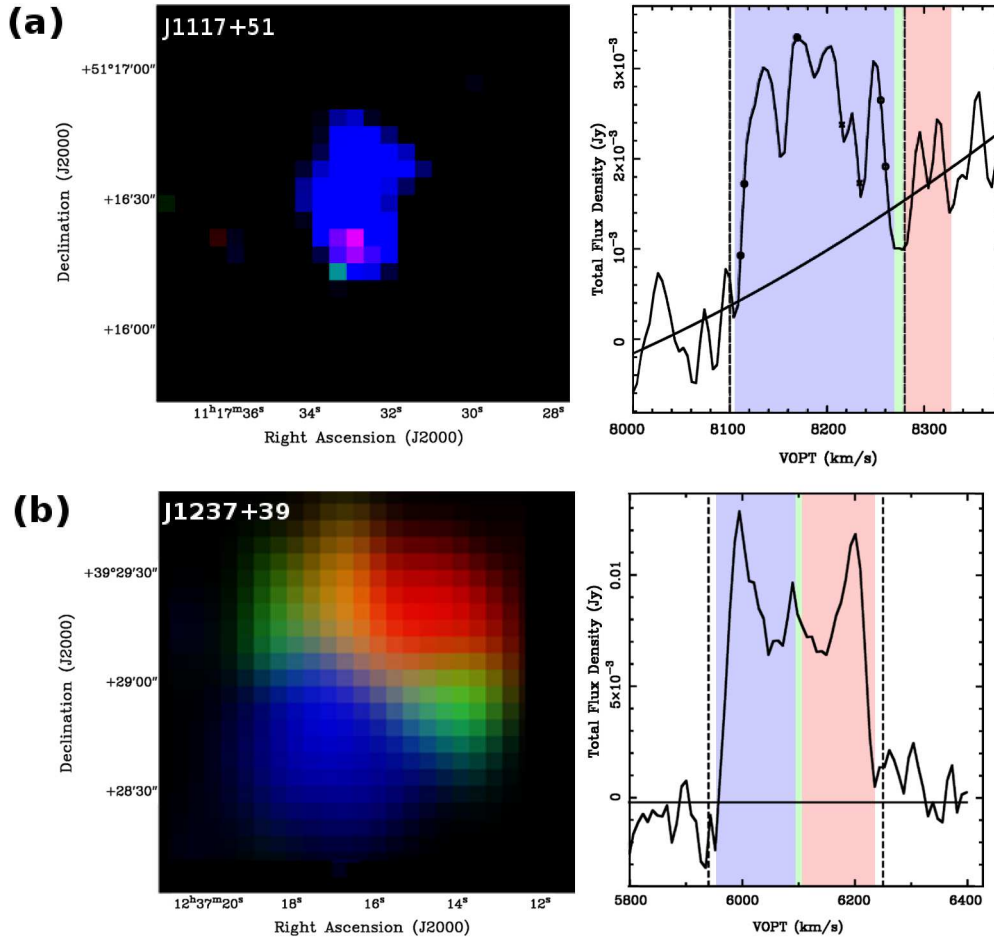 (a)
J1117+51
+51°17′00″
+16′30″
+16′00″
Declination (J2000)
11ʰ17ᵐ36ˢ 34ˢ 32ˢ 30ˢ 28ˢ
Right Ascension (J2000)
Total Flux Density (Jy)
3×10⁻³
2×10⁻³
10⁻³
0
8000 8100 8200 8300
VOPT (km/s)
(b)
J1237+39
+39°29′30″
+29′00″
+28′30″
Declination (J2000)
12ʰ37ᵐ20ˢ 18ˢ 16ˢ 14ˢ 12ˢ
Right Ascension (J2000)
Total Flux Density (Jy)
0.01
5×10⁻³
0
5800 6000 6200 6400
VOPT (km/s)